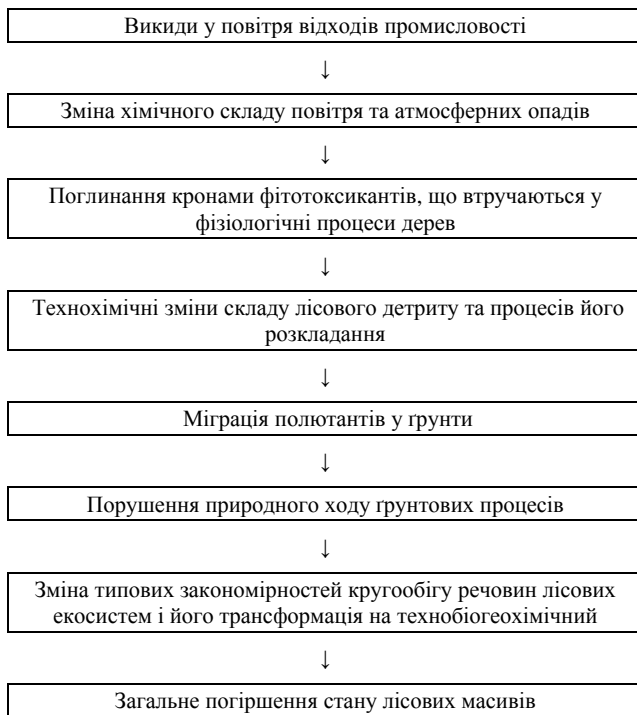 Викиди у повітря відходів промисловості
↓
Зміна хімічного складу повітря та атмосферних опадів
↓
Поглинання кронами фітотоксикантів, що втручаються у
фізіологічні процеси дерев
↓
Технохімічні зміни складу лісового детриту та процесів його
розкладання
↓
Міграція полютантів у ґрунти
↓
Порушення природного ходу ґрунтових процесів
↓
Зміна типових закономірностей кругообігу речовин лісових
екосистем і його трансформація на технобіогеохімічний
↓
Загальне погіршення стану лісових масивів